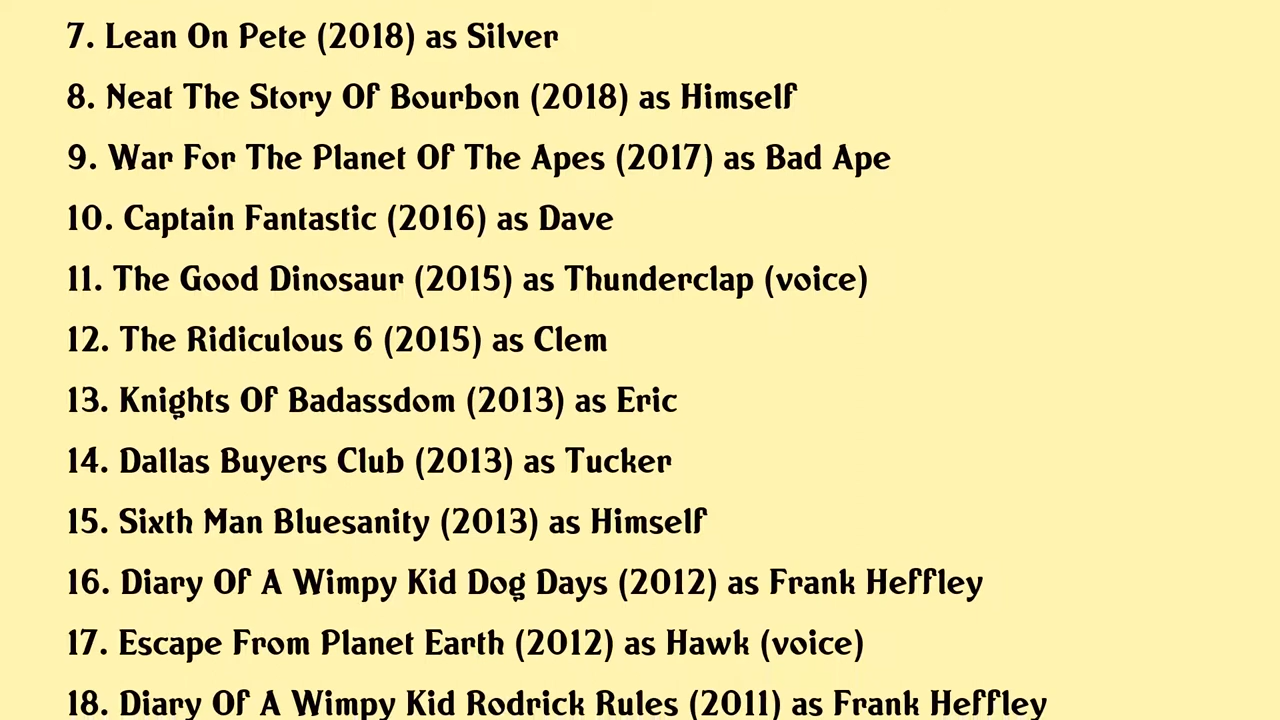 7. Lean On Pete (2018) as Silver
8. Neat The Story Of Bourbon (2018) as Himself
9. War For The Planet Of The Apes (2017) as Bad Ape
10. Captain Fantastic (2016) as Dave
11. The Good Dinosaur (2015) as Thunderclap (voice)
12. The Ridiculous 6 (2015) as Clem
13. Knights Of Badassdom (2013) as Eric
14. Dallas Buyers Club (2013) as Tucker
15. Sixth Man Bluesanity (2013) as Himself
16. Diary Of A Wimpy Kid Dog Days (2012) as Frank Heffley
17. Escape From Planet Earth (2012) as Hawk (voice)
18. Diary Of A Wimpy Kid Rodrick Rules (2011) as Frank Heffley